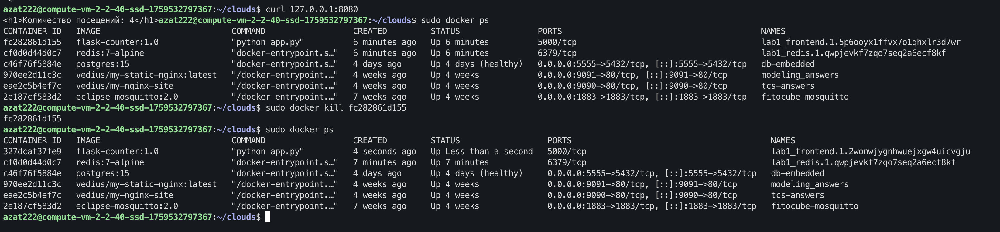 azat222@compute-vm-2-2-40-ssd-1759532797367:~/clouds$ curl 127.0.0.1:8080
<h1>Количество посещений: 4</h1>azat222@compute-vm-2-2-40-ssd-1759532797367:~/clouds$ sudo docker ps
CONTAINER ID   IMAGE                            COMMAND                  CREATED         STATUS                PORTS                                         NAMES
fc282861d155   flask-counter:1.0                "python app.py"          6 minutes ago   Up 6 minutes          5000/tcp                                      lab1_frontend.1.5p6ooyx1ffvx7o1qhxlr3d7wr
cf0d0d44d0c7   redis:7-alpine                   "docker-entrypoint.s…"   6 minutes ago   Up 6 minutes          6379/tcp                                      lab1_redis.1.qwpjevkf7zqo7seq2a6ecf8kf
c46f76f5884e   postgres:15                      "docker-entrypoint.s…"   4 days ago      Up 4 days (healthy)   0.0.0.0:5555->5432/tcp, [::]:5555->5432/tcp   db-embedded
970ee2d11c3c   vedius/my-static-nginx:latest   "/docker-entrypoint.…"   4 weeks ago     Up 4 weeks            0.0.0.0:9091->80/tcp, [::]:9091->80/tcp       modeling_answers
eae2c5b4ef7c   vedius/my-nginx-site             "/docker-entrypoint.…"   4 weeks ago     Up 4 weeks            0.0.0.0:9090->80/tcp, [::]:9090->80/tcp       tcs-answers
2e187cf583d2   eclipse-mosquitto:2.0            "/docker-entrypoint.…"   7 weeks ago     Up 4 weeks            0.0.0.0:1883->1883/tcp, [::]:1883->1883/tcp   fitocube-mosquitto
azat222@compute-vm-2-2-40-ssd-1759532797367:~/clouds$ sudo docker kill fc282861d155
fc282861d155
azat222@compute-vm-2-2-40-ssd-1759532797367:~/clouds$ sudo docker ps
CONTAINER ID   IMAGE                            COMMAND                  CREATED         STATUS                  PORTS                                         NAMES
327dcaf37fe9   flask-counter:1.0                "python app.py"          4 seconds ago   Up Less than a second   5000/tcp                                      lab1_frontend.1.2wonwjygnhwuejxgw4uicvgju
cf0d0d44d0c7   redis:7-alpine                   "docker-entrypoint.s…"   7 minutes ago   Up 7 minutes            6379/tcp                                      lab1_redis.1.qwpjevkf7zqo7seq2a6ecf8kf
c46f76f5884e   postgres:15                      "docker-entrypoint.s…"   4 days ago      Up 4 days (healthy)     0.0.0.0:5555->5432/tcp, [::]:5555->5432/tcp   db-embedded
970ee2d11c3c   vedius/my-static-nginx:latest   "/docker-entrypoint.…"   4 weeks ago     Up 4 weeks              0.0.0.0:9091->80/tcp, [::]:9091->80/tcp       modeling_answers
eae2c5b4ef7c   vedius/my-nginx-site             "/docker-entrypoint.…"   4 weeks ago     Up 4 weeks              0.0.0.0:9090->80/tcp, [::]:9090->80/tcp       tcs-answers
2e187cf583d2   eclipse-mosquitto:2.0            "/docker-entrypoint.…"   7 weeks ago     Up 4 weeks              0.0.0.0:1883->1883/tcp, [::]:1883->1883/tcp   fitocube-mosquitto
azat222@compute-vm-2-2-40-ssd-1759532797367:~/clouds$